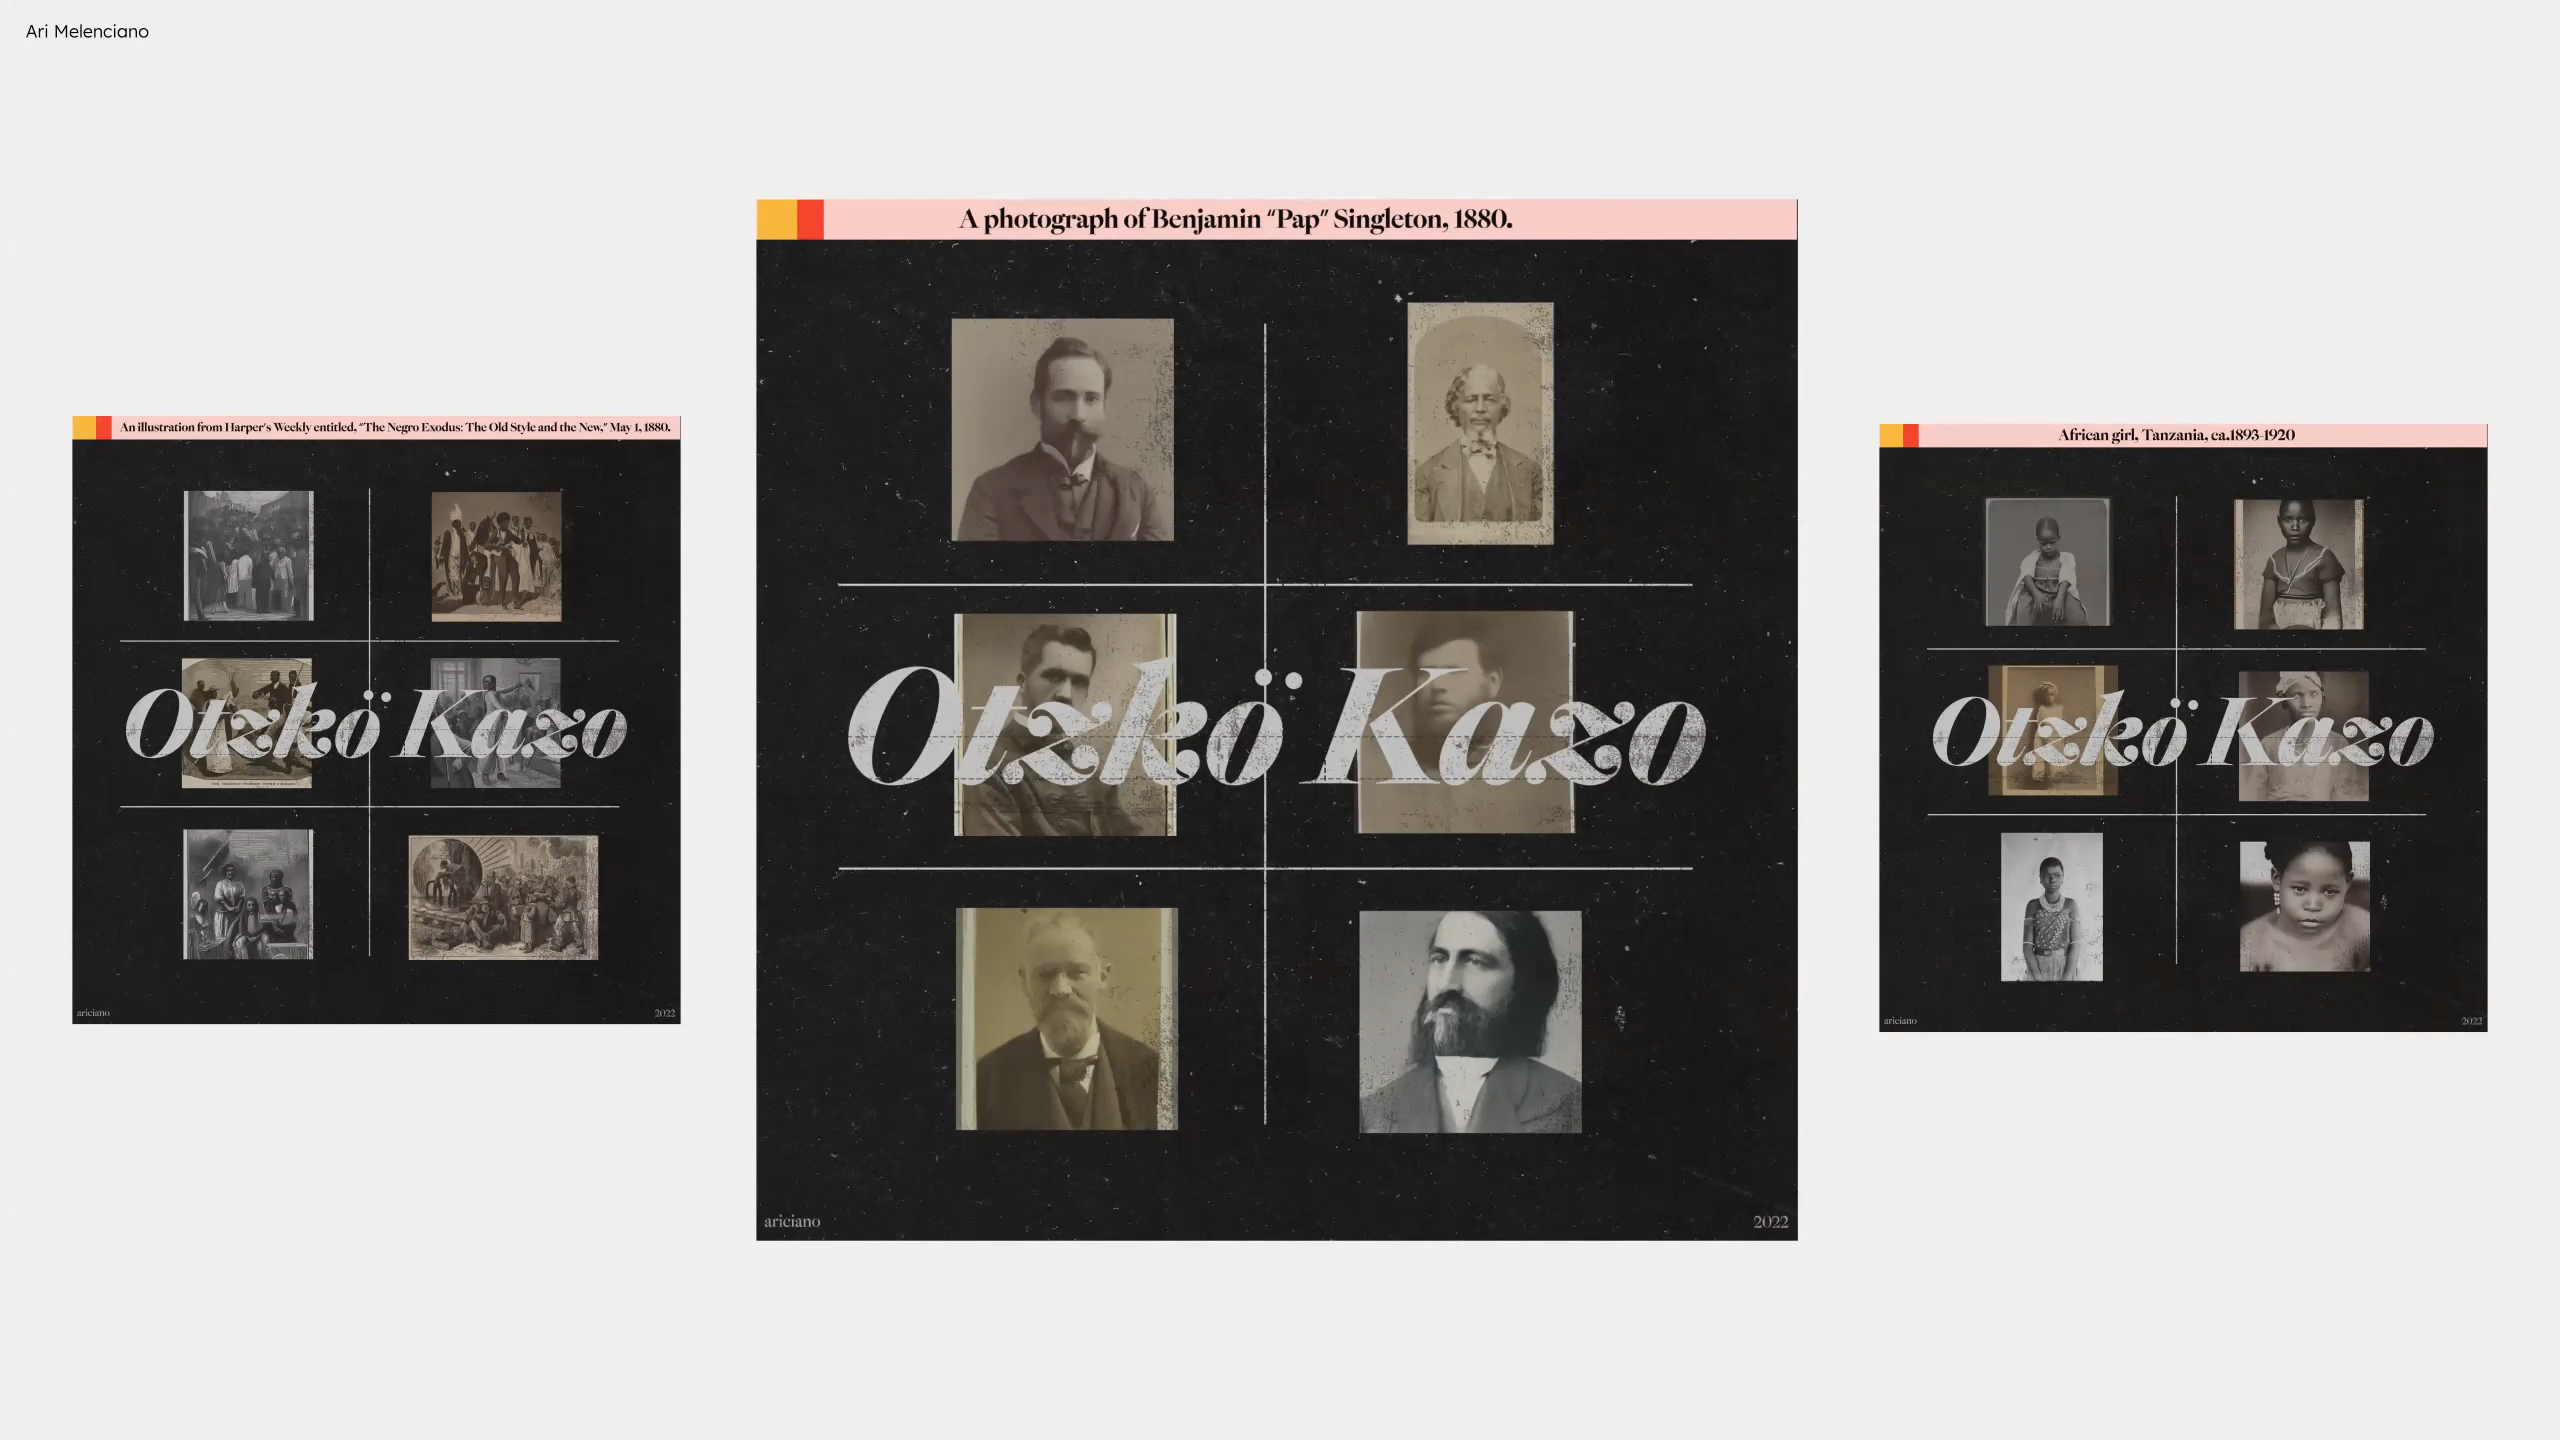 Ari Melenciano
An illustration from Harper's Weekly entitled, "The Negro Exodus: The Old Style and the New," May 1, 1880.
Otzkö Kazo
ariciano
2022
A photograph of Benjamin “Pap” Singleton, 1880.
Otzkö Kazo
ariciano
2022
African girl, Tanzania, ca.1893-1920
Otzkö Kazo
ariciano
2022